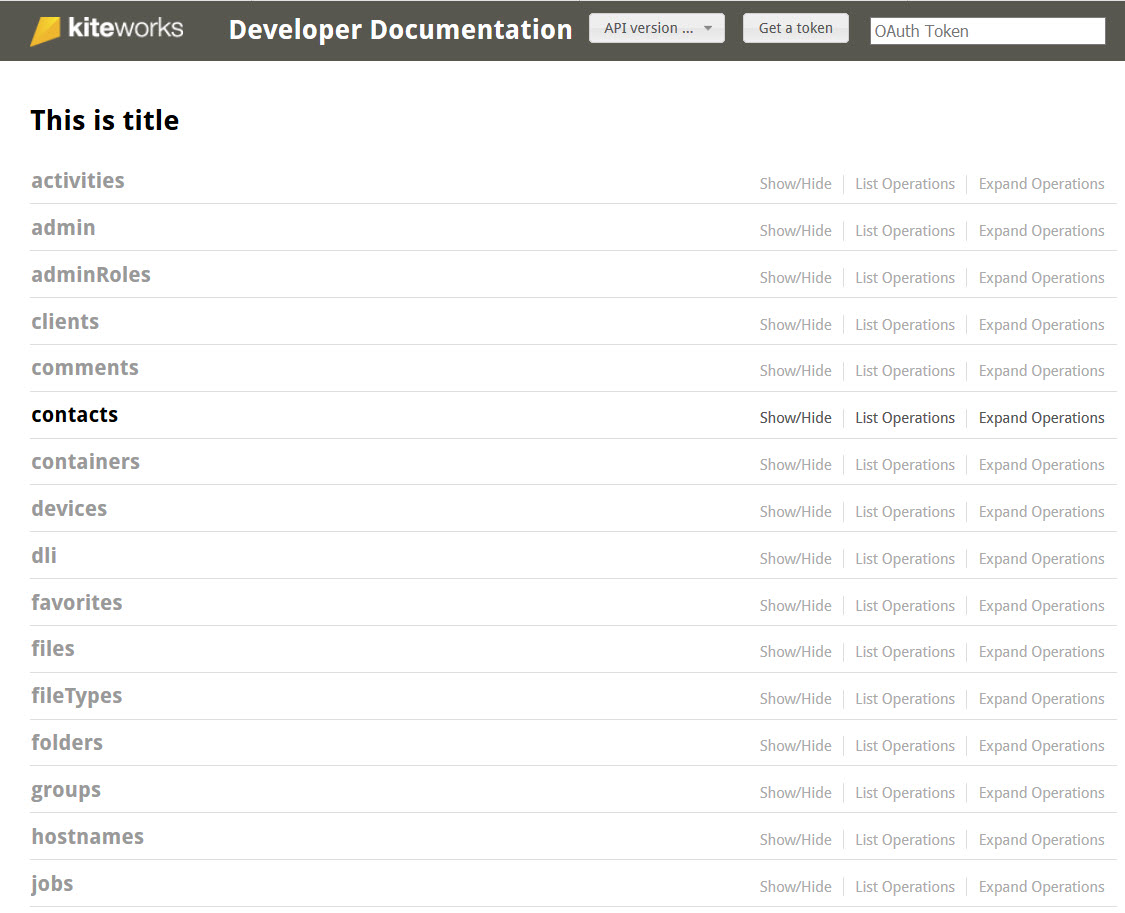 kiteworks Developer Documentation API version ... Get a token OAuth Token
This is title
activities Show/Hide List Operations Expand Operations
admin Show/Hide List Operations Expand Operations
adminRoles Show/Hide List Operations Expand Operations
clients Show/Hide List Operations Expand Operations
comments Show/Hide List Operations Expand Operations
contacts Show/Hide List Operations Expand Operations
containers Show/Hide List Operations Expand Operations
devices Show/Hide List Operations Expand Operations
dli Show/Hide List Operations Expand Operations
favorites Show/Hide List Operations Expand Operations
files Show/Hide List Operations Expand Operations
fileTypes Show/Hide List Operations Expand Operations
folders Show/Hide List Operations Expand Operations
groups Show/Hide List Operations Expand Operations
hostnames Show/Hide List Operations Expand Operations
jobs Show/Hide List Operations Expand Operations